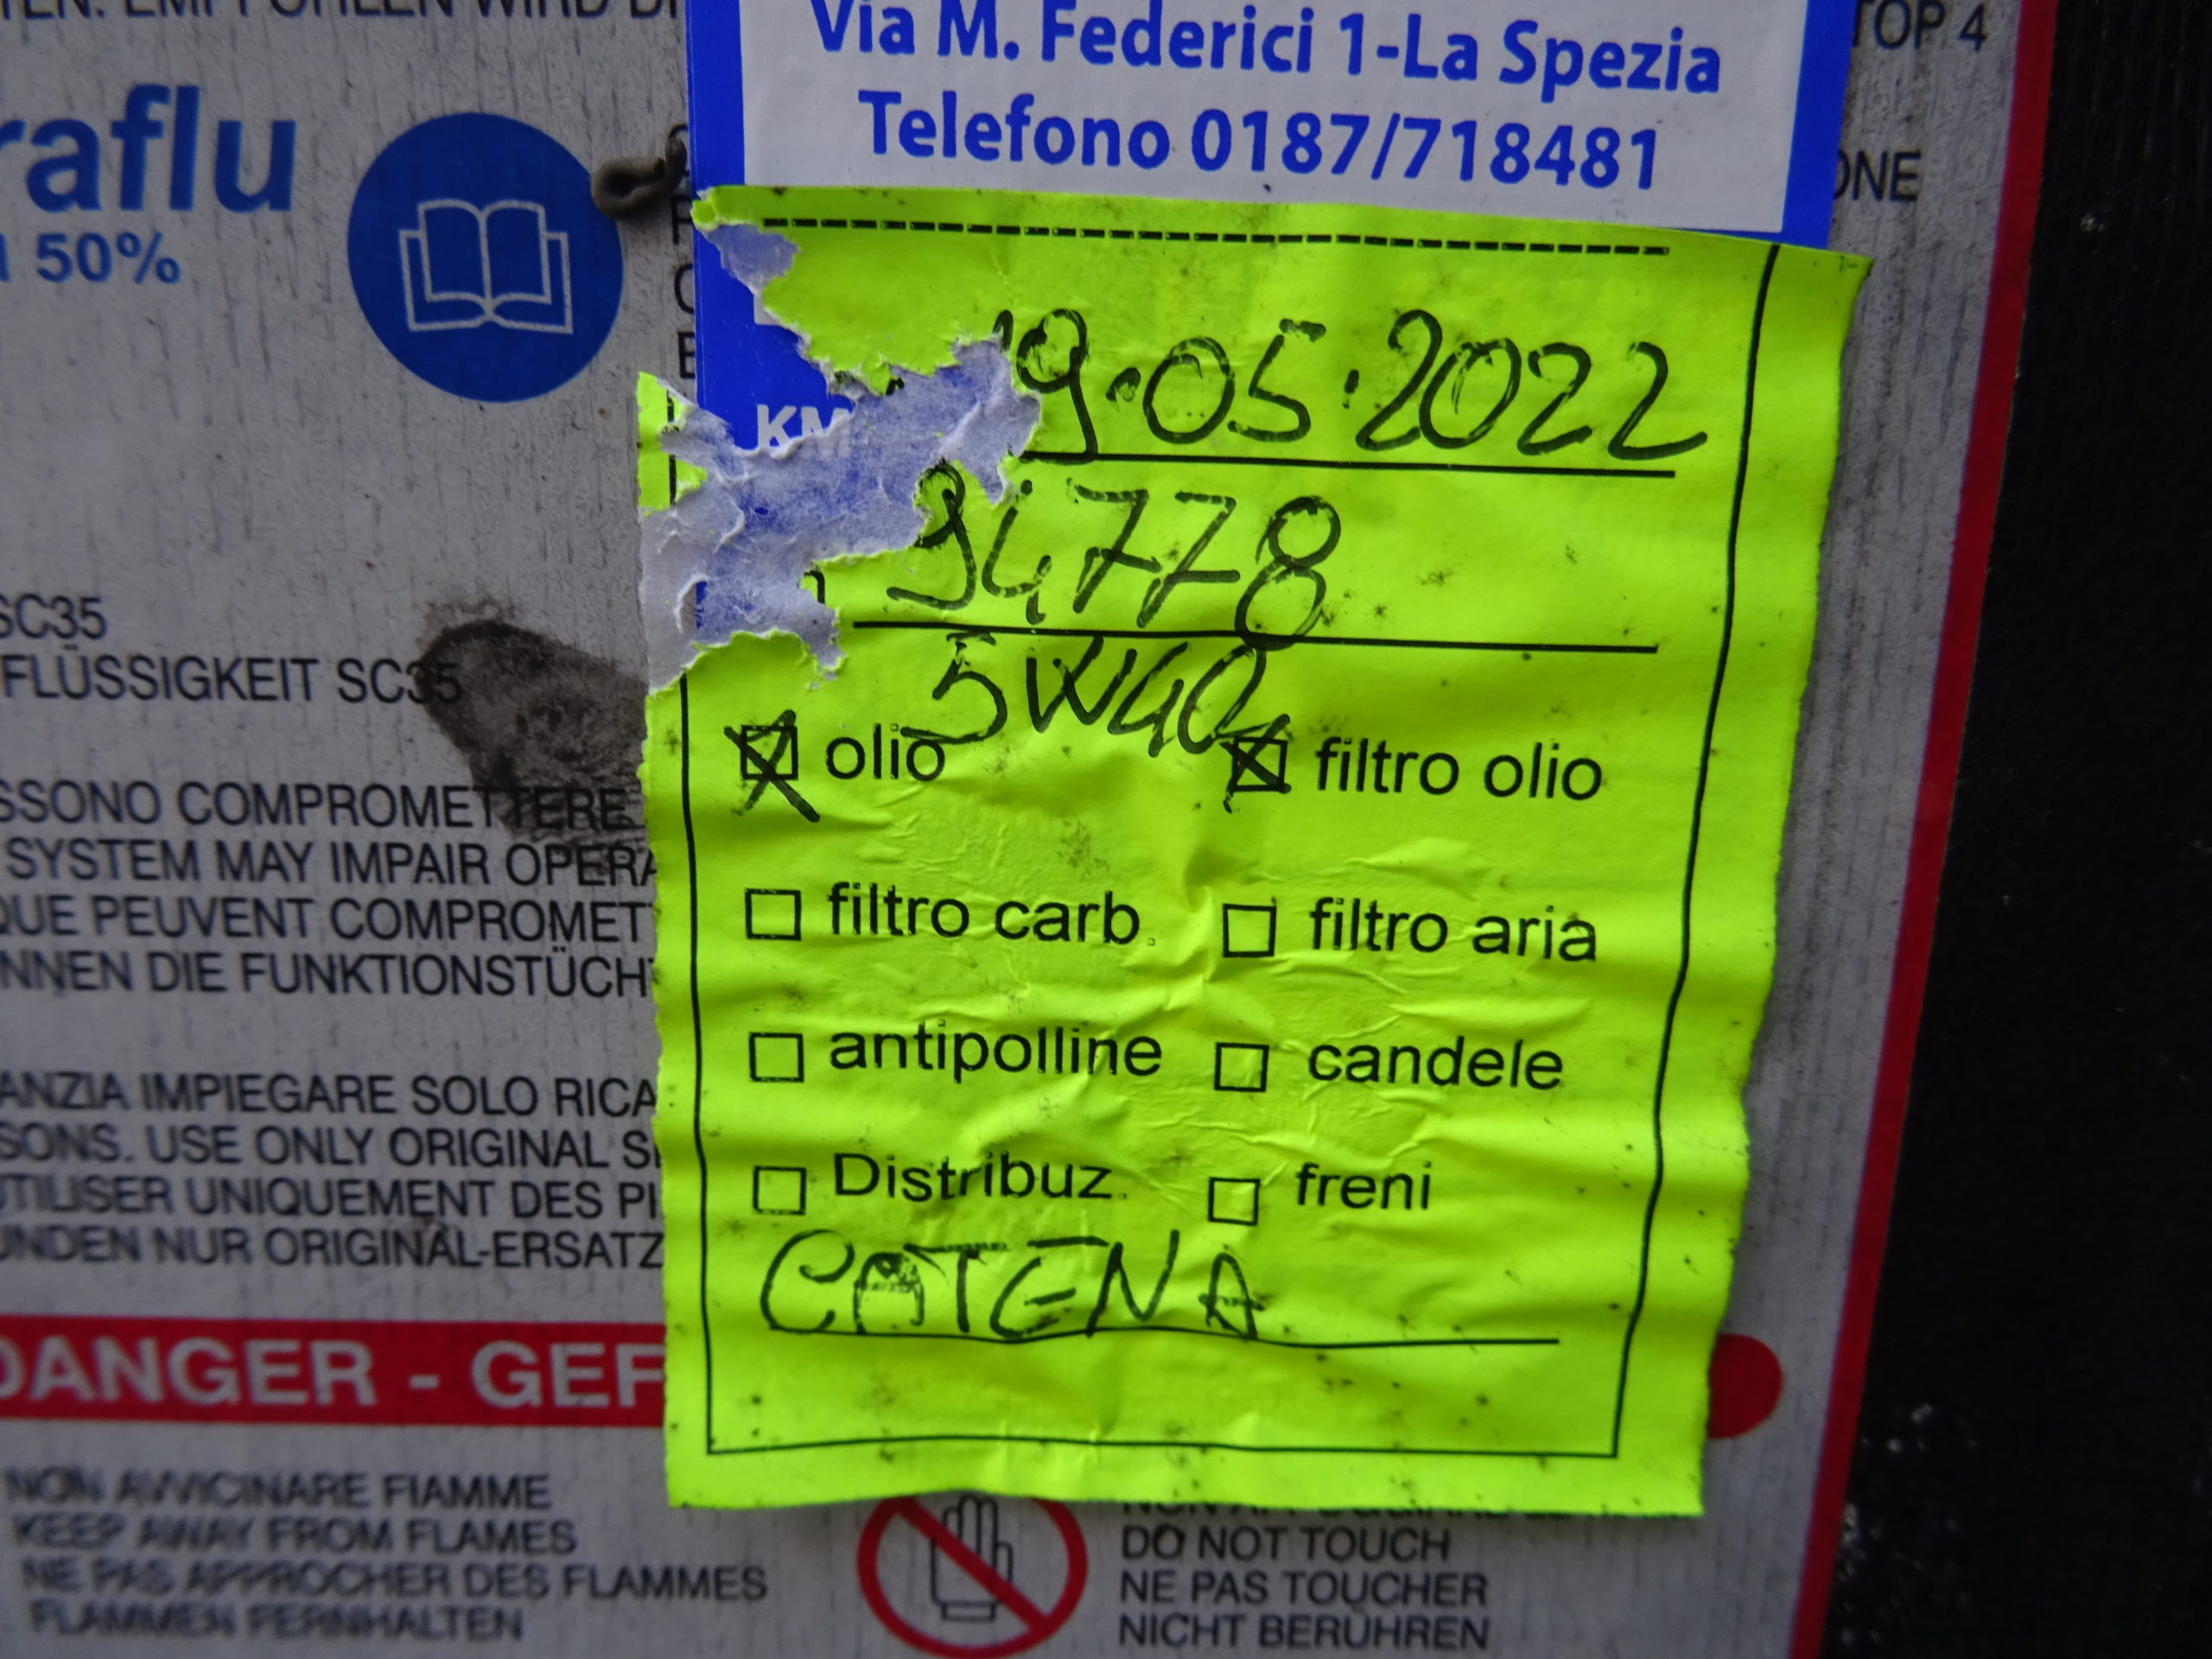 TOP 4
Via M. Federici 1-La Spezia
Telefono 0187/718481
raflu
50%
KM
19.05.2022
94778
5W40
olio
filtro olio
filtro carb.
filtro aria
antipolline
candele
Distribuz.
freni
CATENA
SC35
FLÜSSIGKEIT SC35
SSONO COMPROMETTERE
SYSTEM MAY IMPAIR OPERA
QUE PEUVENT COMPROMET
NNEN DIE FUNKTIONSTÜCH
ANZIA IMPIEGARE SOLO RICA
SONS. USE ONLY ORIGINAL S
UTILISER UNIQUEMENT DES PI
UNDEN NUR ORIGINAL-ERSATZ
DANGER - GEF
NON AVVICINARE FIAMME
KEEP AWAY FROM FLAMES
NE PAS APPROCHER DES FLAMMES
FLAMMEN FERNHALTEN
DO NOT TOUCH
NE PAS TOUCHER
NICHT BERÜHREN